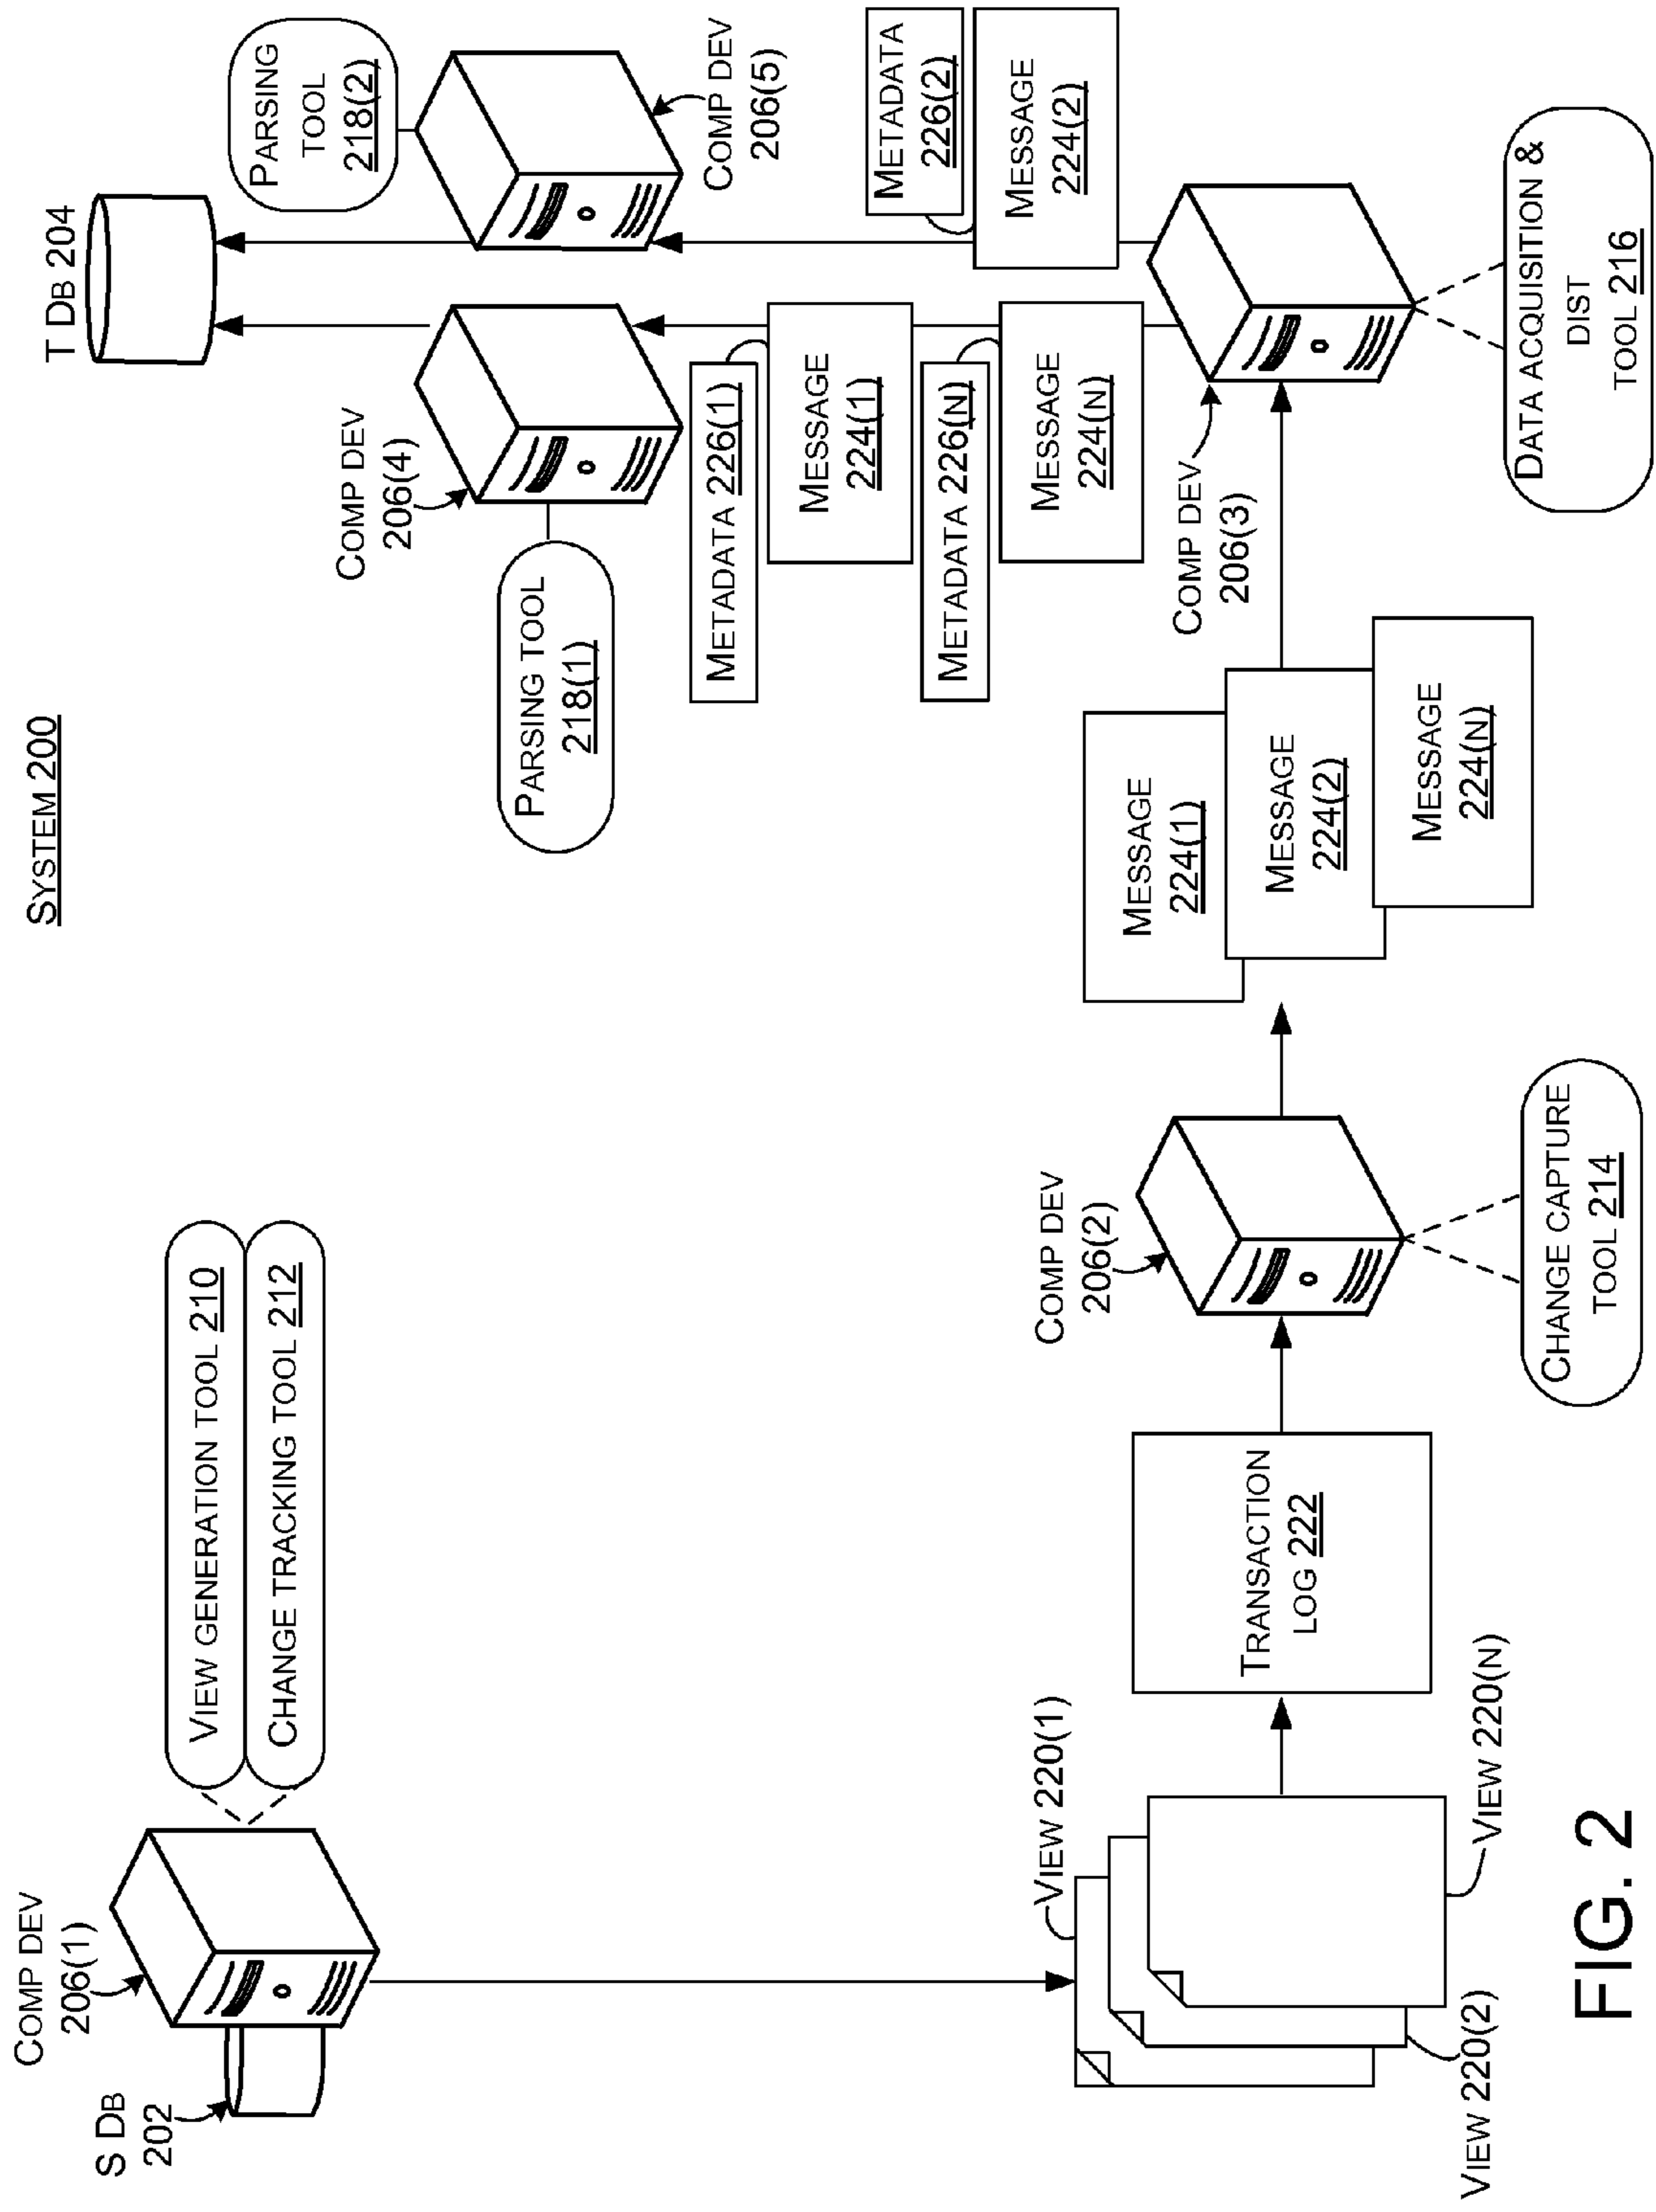 SYSTEM 200
COMP DEV
206(1)
S DB
202
VIEW GENERATION TOOL 210
CHANGE TRACKING TOOL 212
VIEW 220(1)
VIEW 220(2)
VIEW 220(N)
TRANSACTION
LOG 222
COMP DEV
206(2)
CHANGE CAPTURE
TOOL 214
MESSAGE
224(1)
MESSAGE
224(2)
MESSAGE
224(N)
COMP DEV
206(3)
DATA ACQUISITION &
DIST
TOOL 216
METADATA 226(1)
MESSAGE
224(1)
METADATA 226(N)
MESSAGE
224(N)
METADATA
226(2)
MESSAGE
224(2)
COMP DEV
206(4)
PARSING TOOL
218(1)
COMP DEV
206(5)
PARSING
TOOL
218(2)
T DB 204
FIG. 2